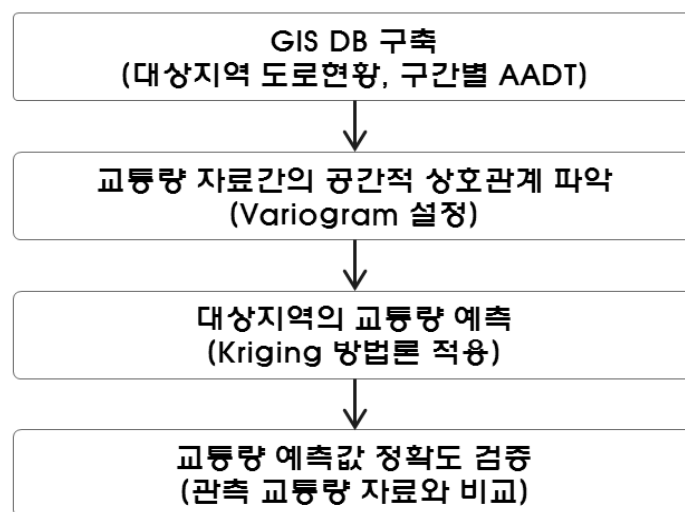 GIS DB 구축
(대상지역 도로현황, 구간별 AADT)
교통량 자료간의 공간적 상호관계 파악
(Variogram 설정)
대상지역의 교통량 예측
(Kriging 방법론 적용)
교통량 예측값 정확도 검증
(관측 교통량 자료와 비교)